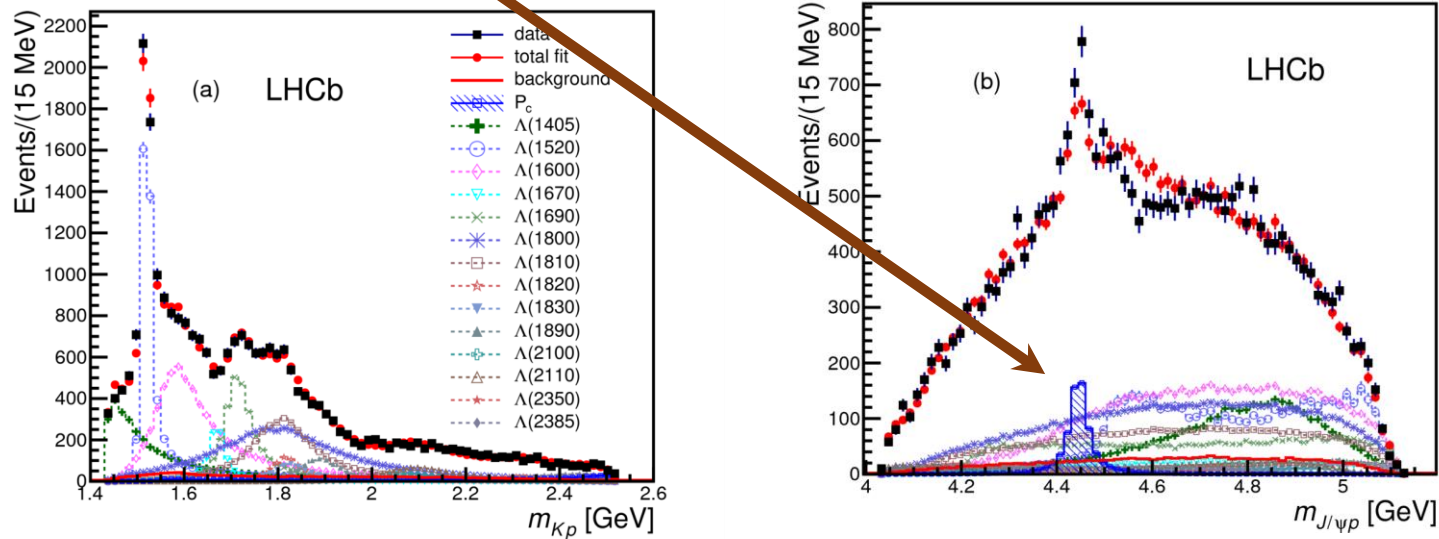 Events/(15 MeV)
2200
2000
1800
1600
1400
1200
1000
800
600
400
200
0
1.4
1.6
1.8
2
2.2
2.4
2.6
m_{Kp} [GeV]
(a)
LHCb
data
total fit
background
P_c
Λ(1405)
Λ(1520)
Λ(1600)
Λ(1670)
Λ(1690)
Λ(1800)
Λ(1810)
Λ(1820)
Λ(1830)
Λ(1890)
Λ(2100)
Λ(2110)
Λ(2350)
Λ(2385)
Events/(15 MeV)
800
700
600
500
400
300
200
100
0
4
4.2
4.4
4.6
4.8
5
m_{J/ψp} [GeV]
(b)
LHCb